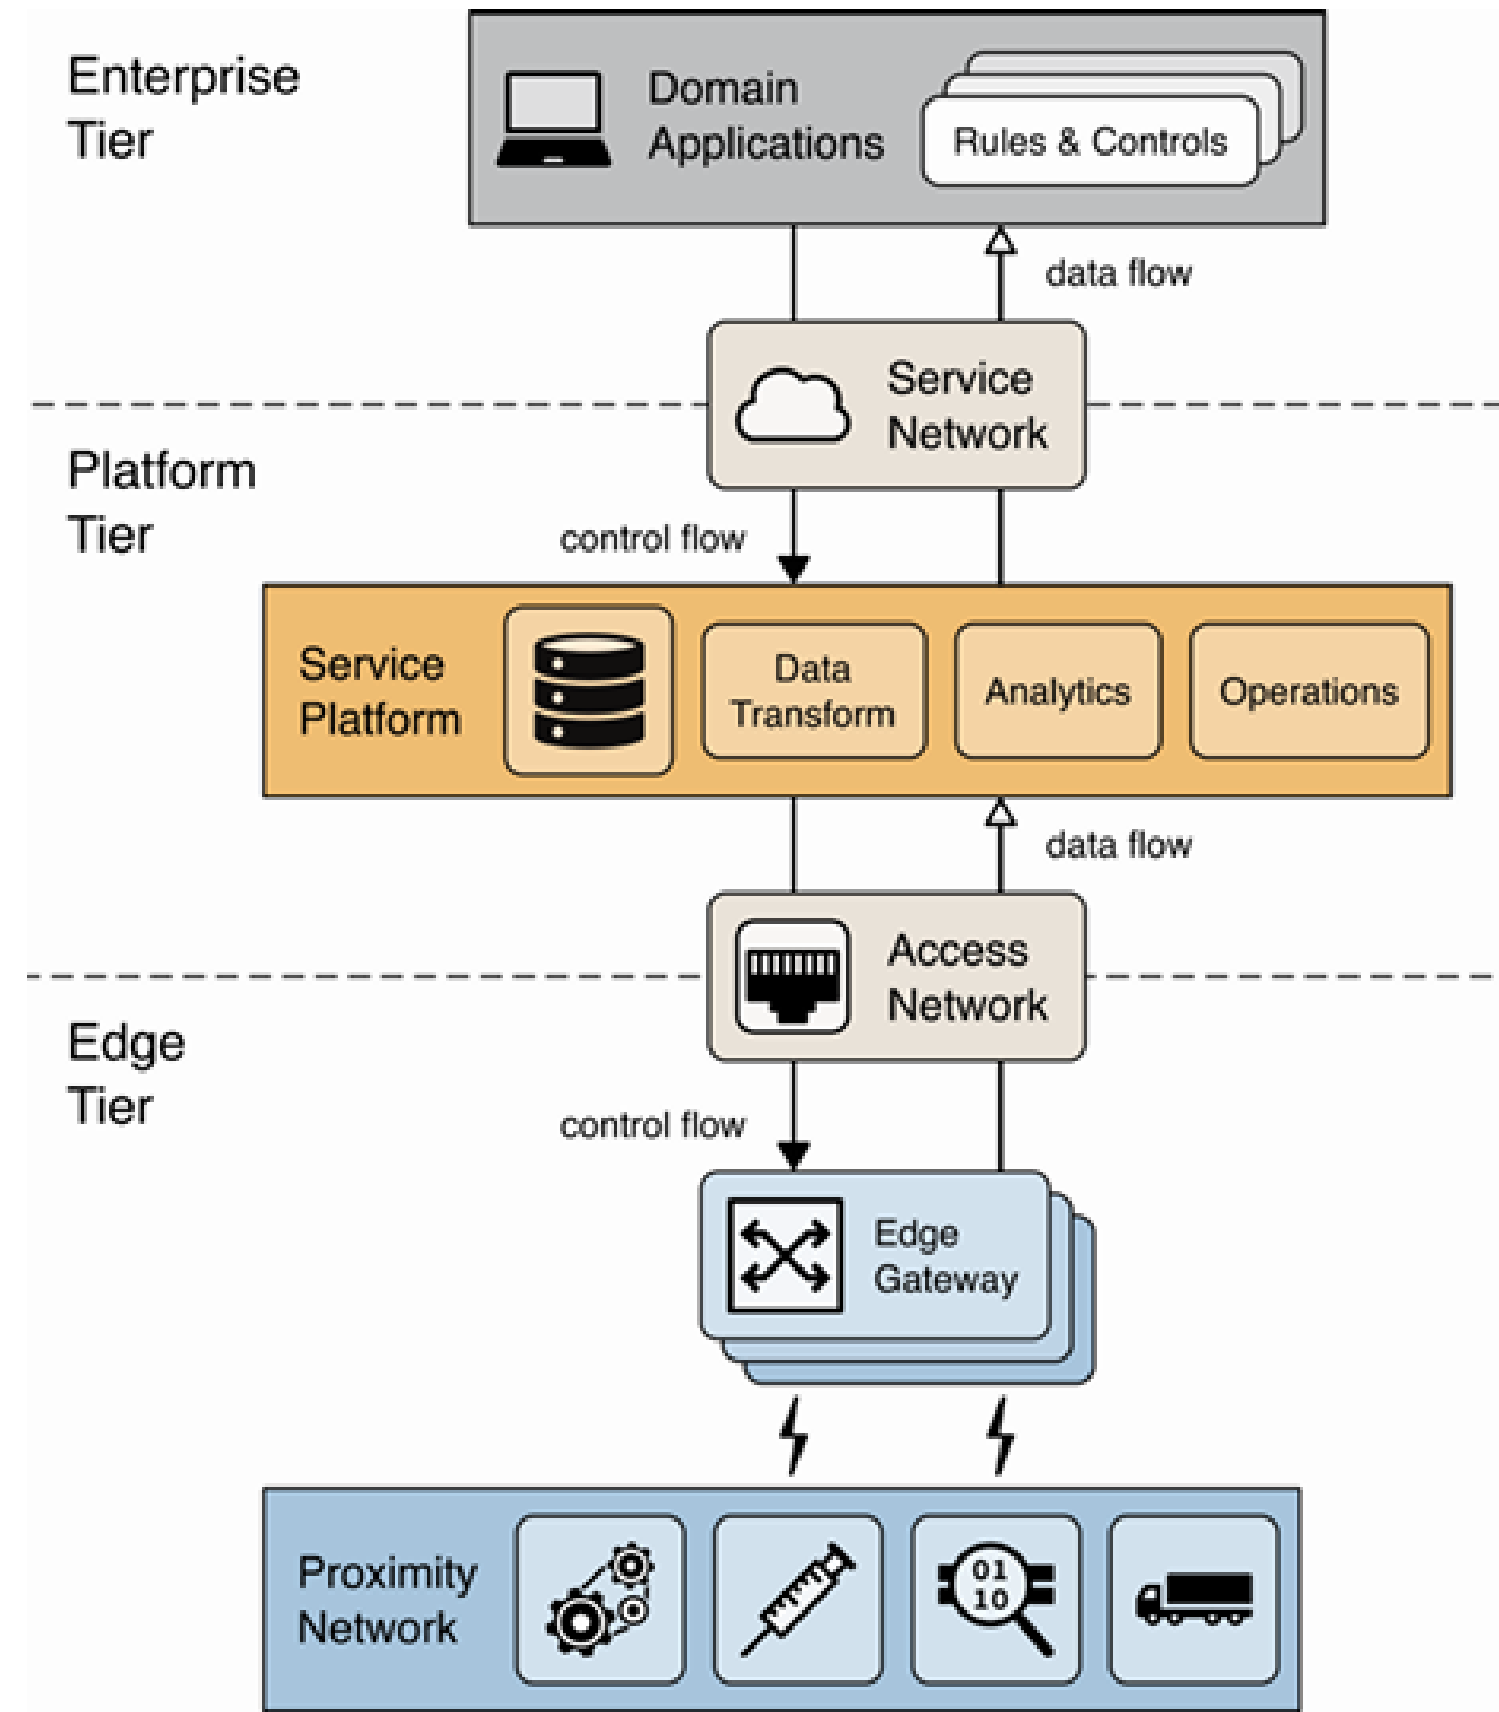 Enterprise
Tier
Domain
Applications
Rules & Controls
data flow
Service
Network
Platform
Tier
control flow
Service
Platform
Data
Transform
Analytics
Operations
data flow
Access
Network
Edge
Tier
control flow
Edge
Gateway
Proximity
Network
01
10